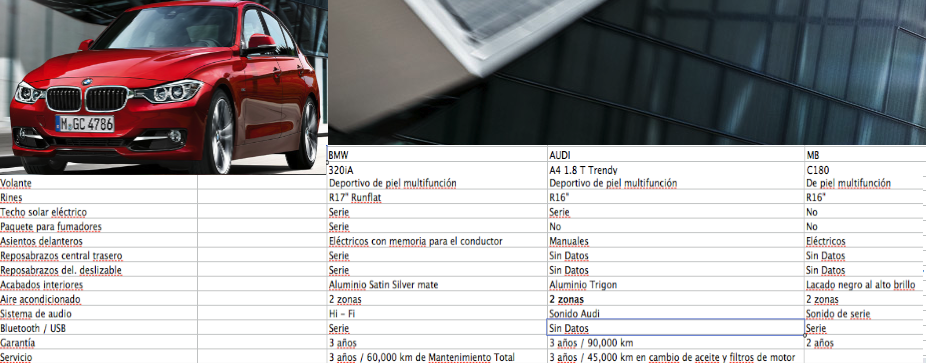 M GC 4786
BMW AUDI MB
320iA A4 1.8 T Trendy C180
Volante Deportivo de piel multifunción Deportivo de piel multifunción De piel multifunción
Rines R17" Runflat R16" R16"
Techo solar eléctrico Serie Serie No
Paquete para fumadores Serie No No
Asientos delanteros Eléctricos con memoria para el conductor Manuales Eléctricos
Reposabrazos central trasero Serie Sin Datos Sin Datos
Reposabrazos del. deslizable Serie Sin Datos Sin Datos
Acabados interiores Aluminio Satin Silver mate Aluminio Trigon Lacado negro al alto brillo
Aire acondicionado 2 zonas 2 zonas 2 zonas
Sistema de audio Hi - Fi Sonido Audi Sonido de serie
Bluetooth / USB Serie Sin Datos Serie
Garantía 3 años 3 años / 90,000 km 2 años
Servicio 3 años / 60,000 km de Mantenimiento Total 3 años / 45,000 km en cambio de aceite y filtros de motor